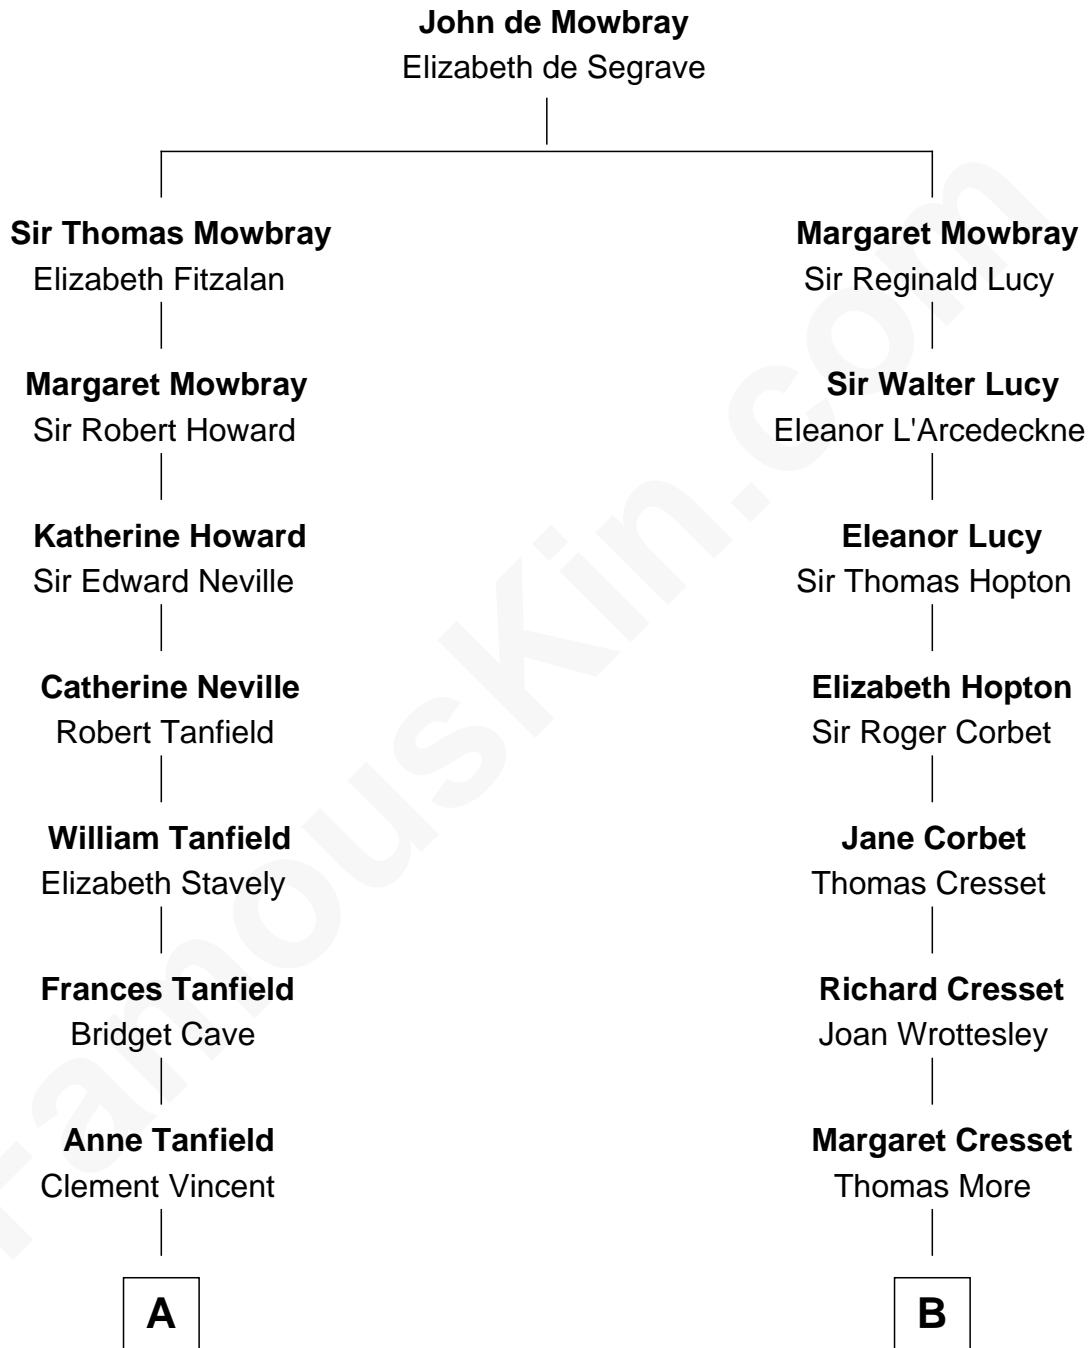 John de Mowbray
Elizabeth de Segrave
Sir Thomas Mowbray
Elizabeth Fitzalan
Margaret Mowbray
Sir Reginald Lucy
Margaret Mowbray
Sir Robert Howard
Sir Walter Lucy
Eleanor L'Arcedeckne
Katherine Howard
Sir Edward Neville
Eleanor Lucy
Sir Thomas Hopton
Catherine Neville
Robert Tanfield
Elizabeth Hopton
Sir Roger Corbet
William Tanfield
Elizabeth Stavely
Jane Corbet
Thomas Cresset
Frances Tanfield
Bridget Cave
Richard Cresset
Joan Wrottesley
Anne Tanfield
Clement Vincent
Margaret Cresset
Thomas More
A
B
FamousKin.com